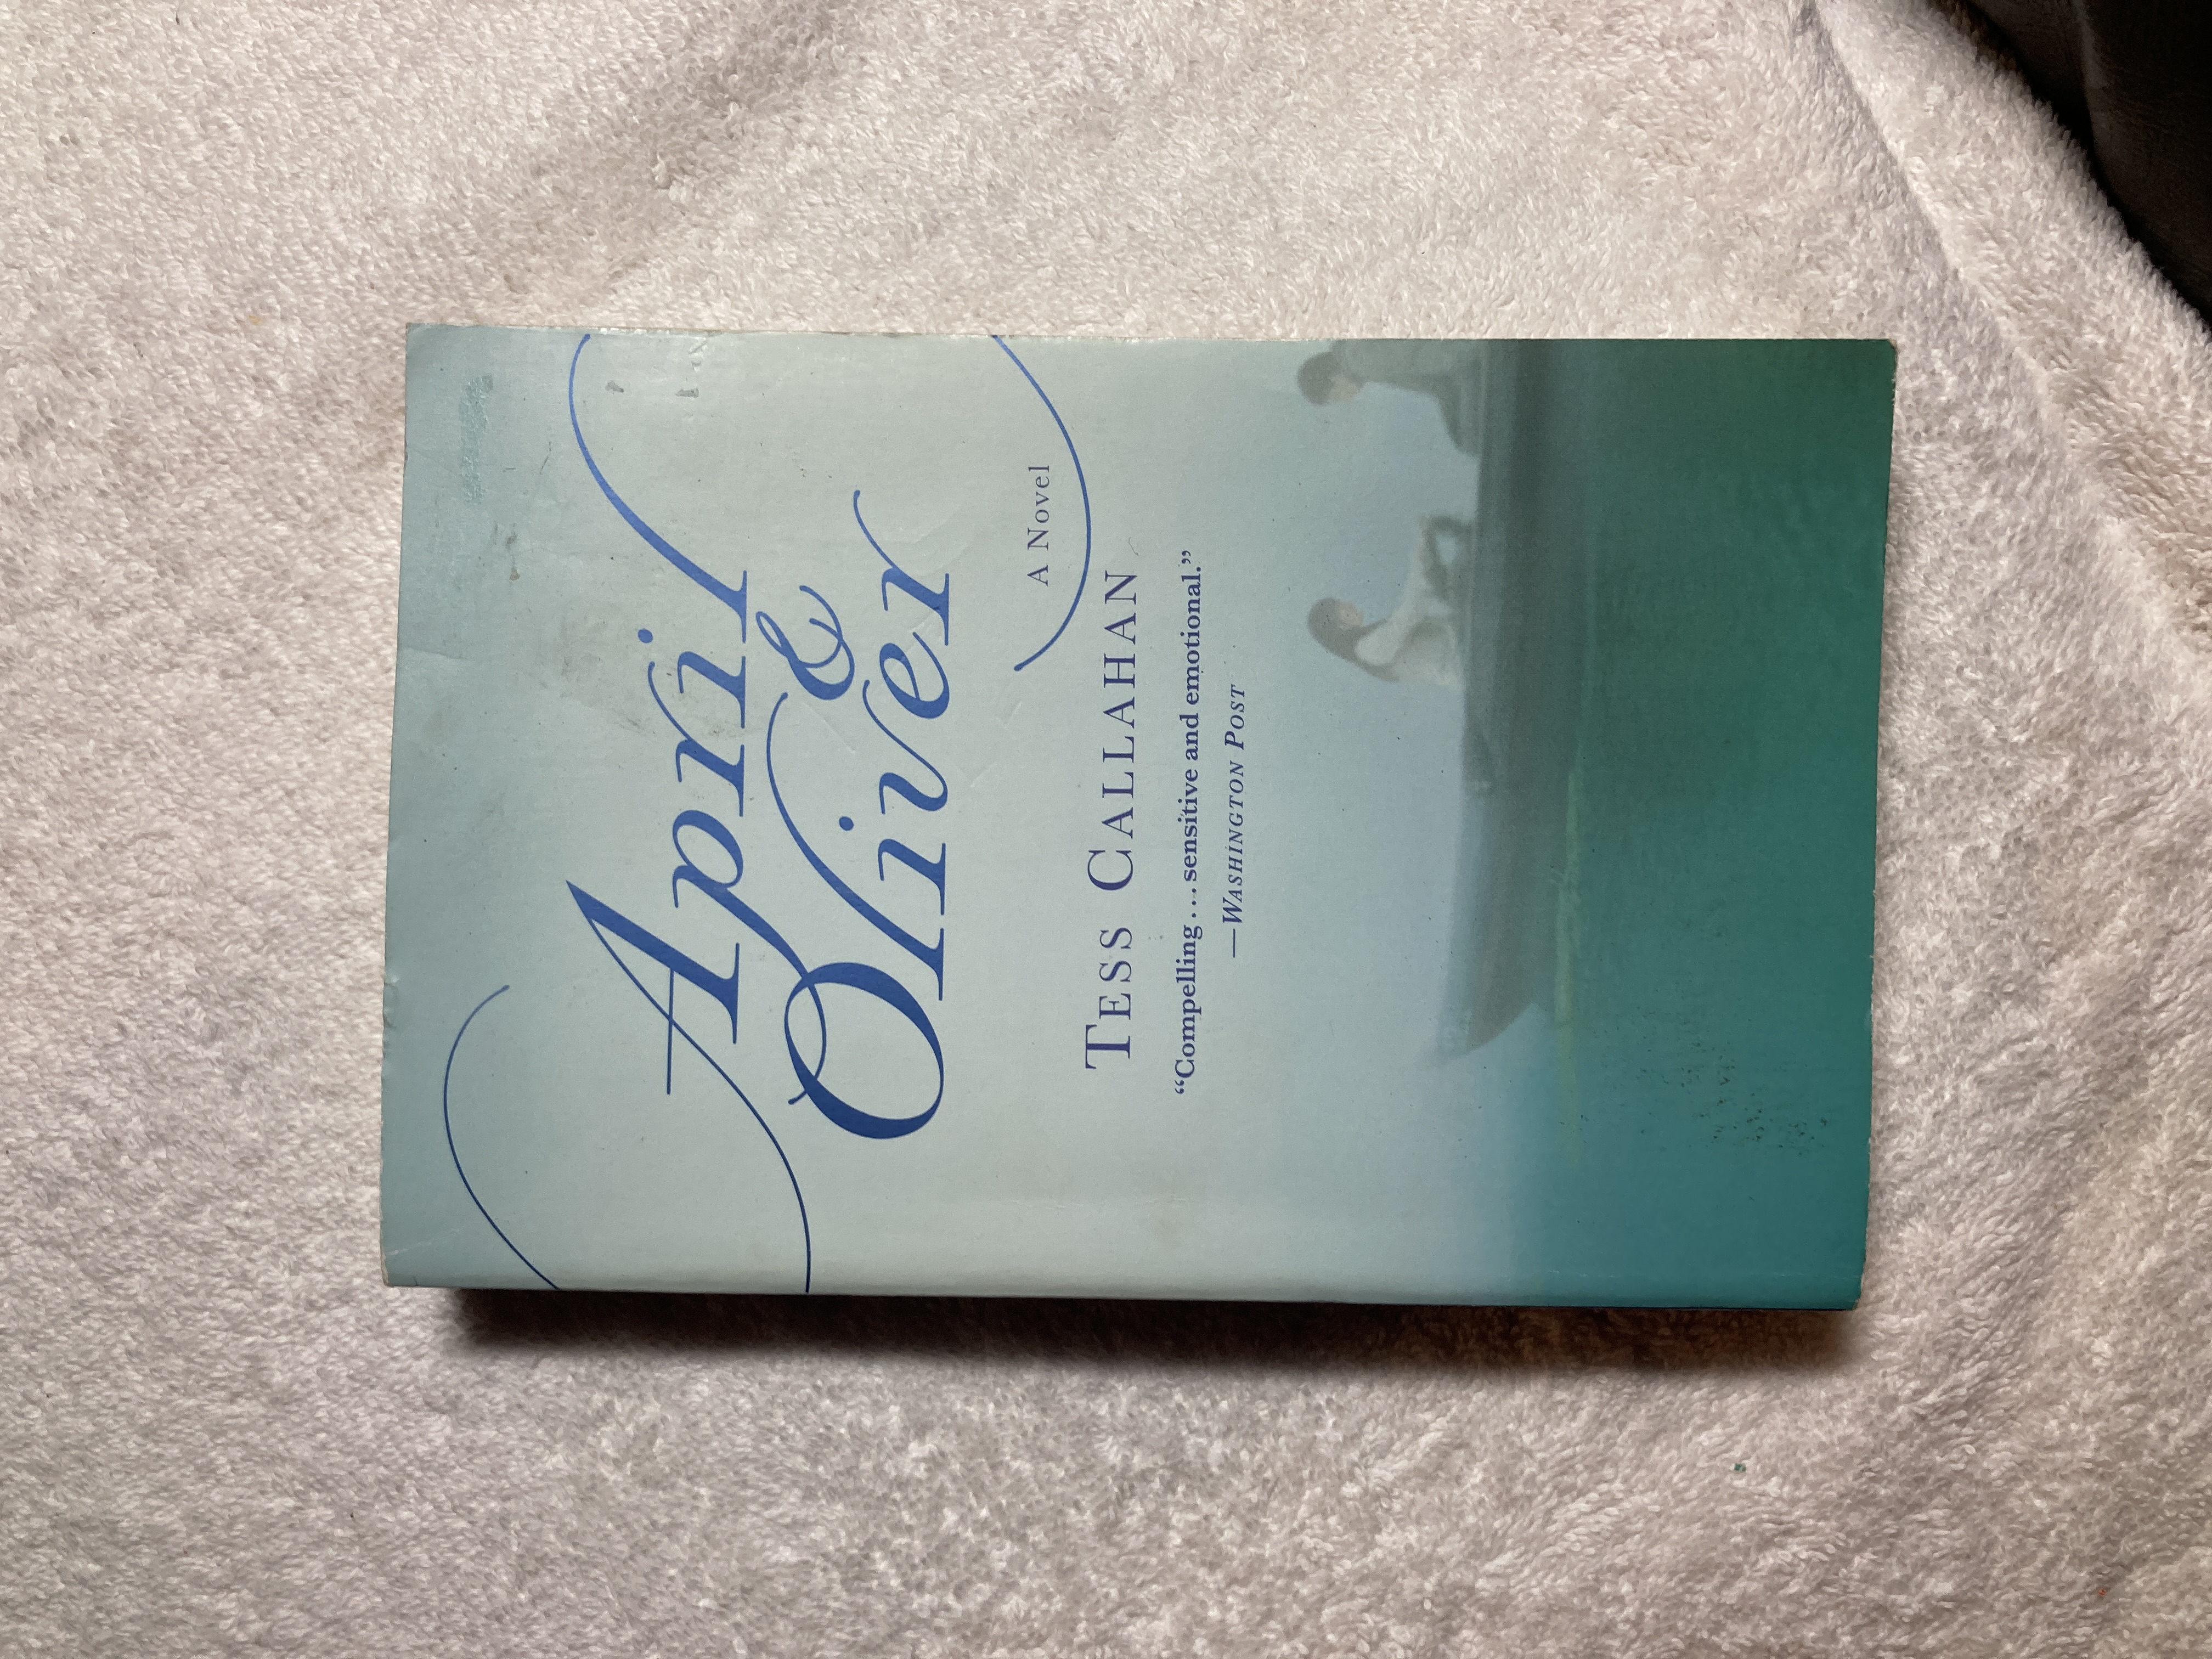 April
&
Oliver
A Novel
TESS CALLAHAN
“Compelling . . . . sensitive and emotional.”
—WASHINGTON POST